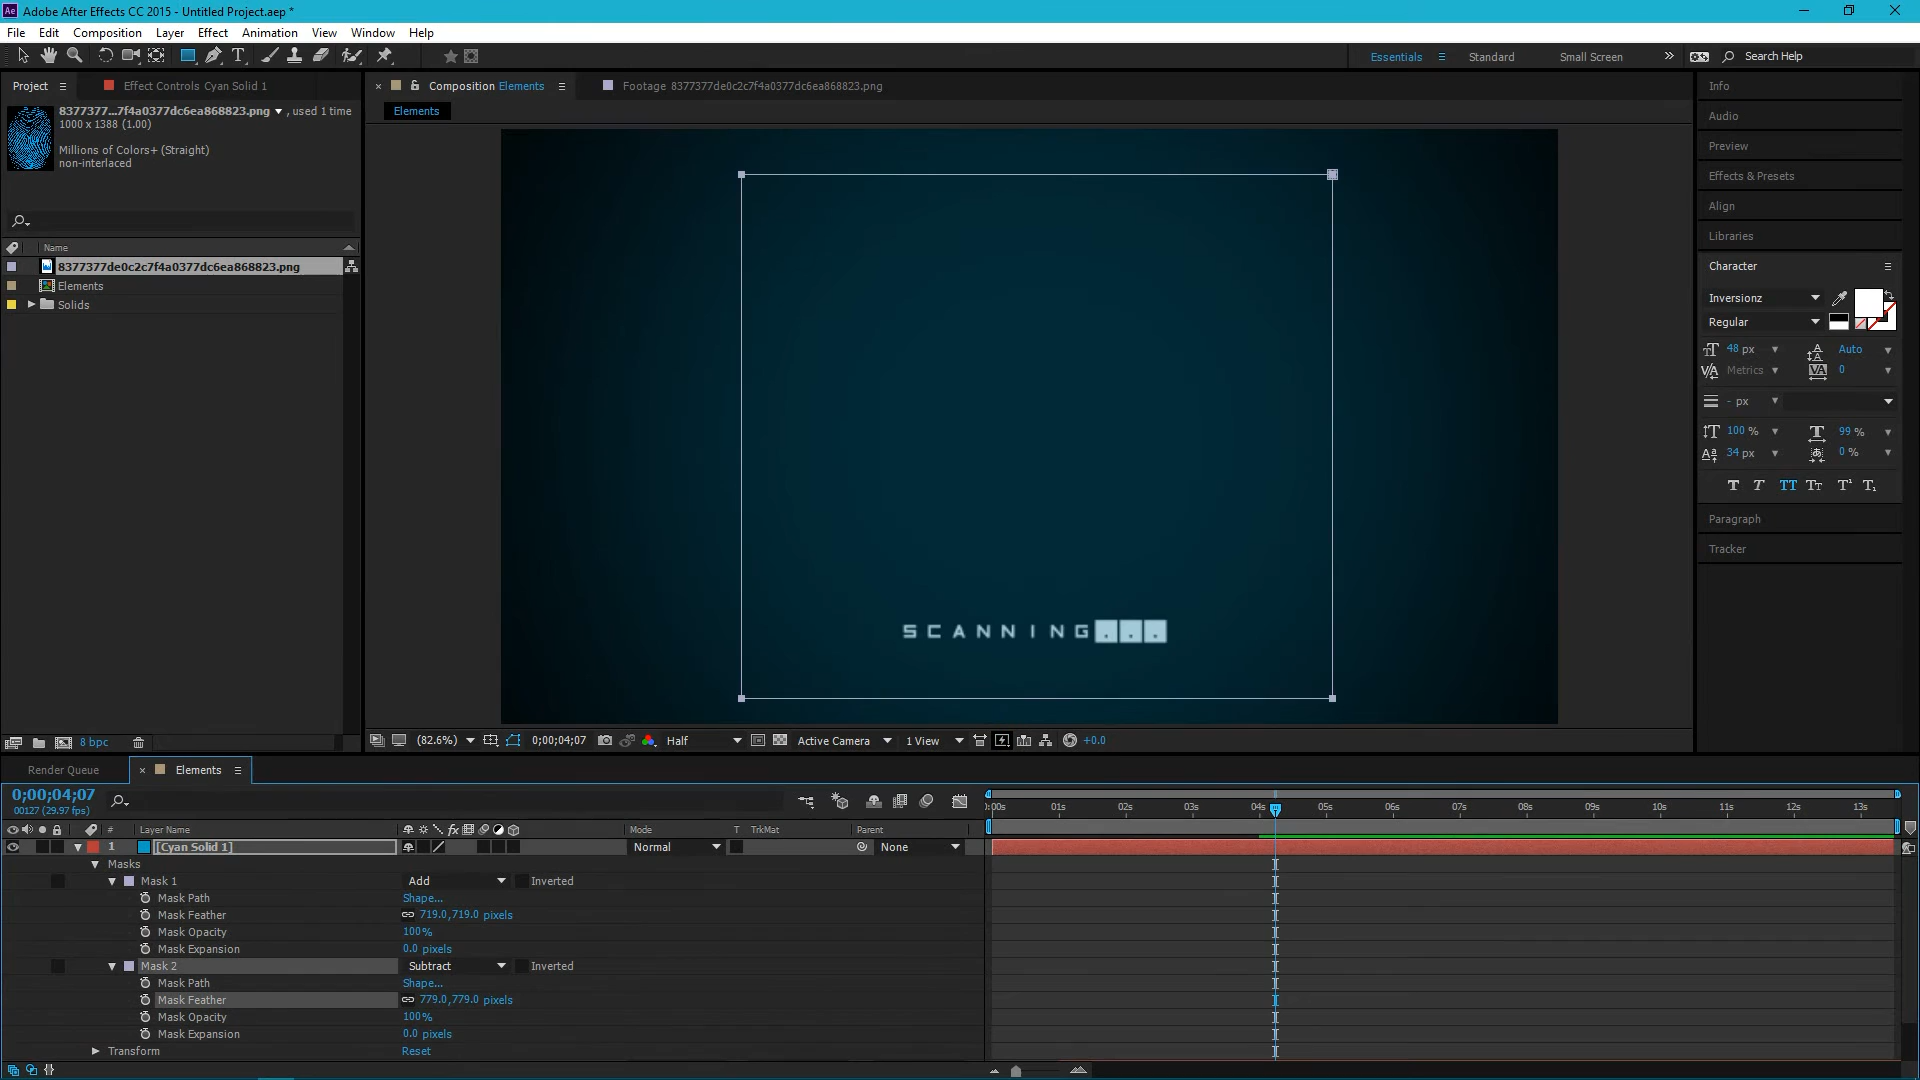 Adobe After Effects CC 2015 - Untitled Project.aep *
File Edit Composition Layer Effect Animation View Window Help
Essentials Standard Small Screen Search Help
Project Effect Controls Cyan Solid 1 Composition Elements Footage 8377377de0c2c7f4a0377dc6ea868823.png Info
8377377...7f4a0377dc6ea868823.png , used 1 time
1000 x 1388 (1.00)
Millions of Colors+ (Straight)
non-interlaced
Elements
Name
8377377de0c2c7f4a0377dc6ea868823.png
Elements
Solids
8 bpc
SCANNING...
(82.6%) 0;00;04;07 Half Active Camera 1 View +0.0
Audio
Preview
Effects & Presets
Align
Libraries
Character
Inversionz
Regular
48 px Auto
Metrics 0
- px
100 % 99 %
34 px 0 %
T T TT Tт T¹ T₁
Paragraph
Tracker
Render Queue Elements
0;00;04;07
00127 (29.97 fps)
:00s 01s 02s 03s 04s 05s 06s 07s 08s 09s 10s 11s 12s 13s
# Layer Name fx Mode T TrkMat Parent
1 [Cyan Solid 1] Normal None
Masks
Mask 1 Add Inverted
Mask Path Shape...
Mask Feather 719.0,719.0 pixels
Mask Opacity 100%
Mask Expansion 0.0 pixels
Mask 2 Subtract Inverted
Mask Path Shape...
Mask Feather 779.0,779.0 pixels
Mask Opacity 100%
Mask Expansion 0.0 pixels
Transform Reset